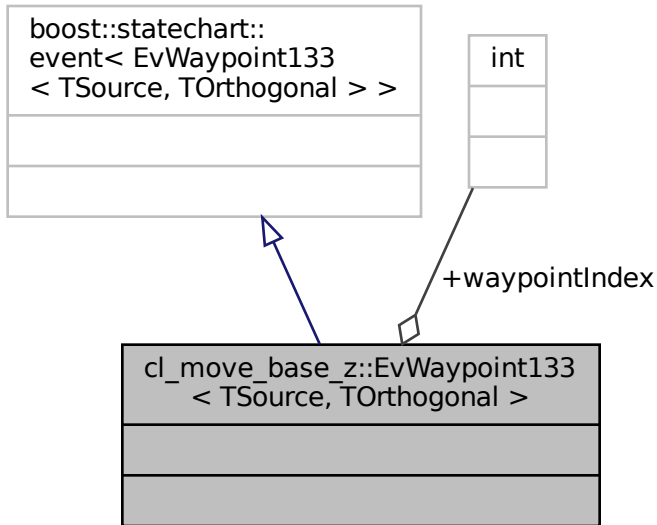 boost::statechart::
event< EvWaypoint133
< TSource, TOrthogonal > >
int
+waypointIndex
cl_move_base_z::EvWaypoint133
< TSource, TOrthogonal >